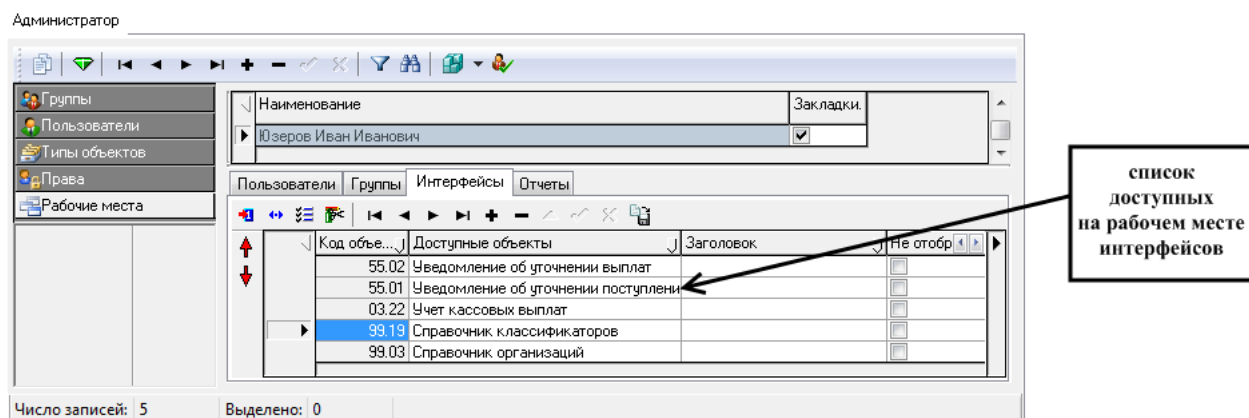 Администратор
Группы
Пользователи
Типы объектов
Права
Рабочие места
Наименование Закладки.
Юзеров Иван Иванович
Пользователи Группы Интерфейсы Отчеты
Код объе... Доступные объекты Заголовок Не отобр
55.02 Уведомление об уточнении выплат
55.01 Уведомление об уточнении поступлени
03.22 Учет кассовых выплат
99.19 Справочник классификаторов
99.03 Справочник организаций
Число записей: 5 Выделено: 0
список
доступных
на рабочем месте
интерфейсов